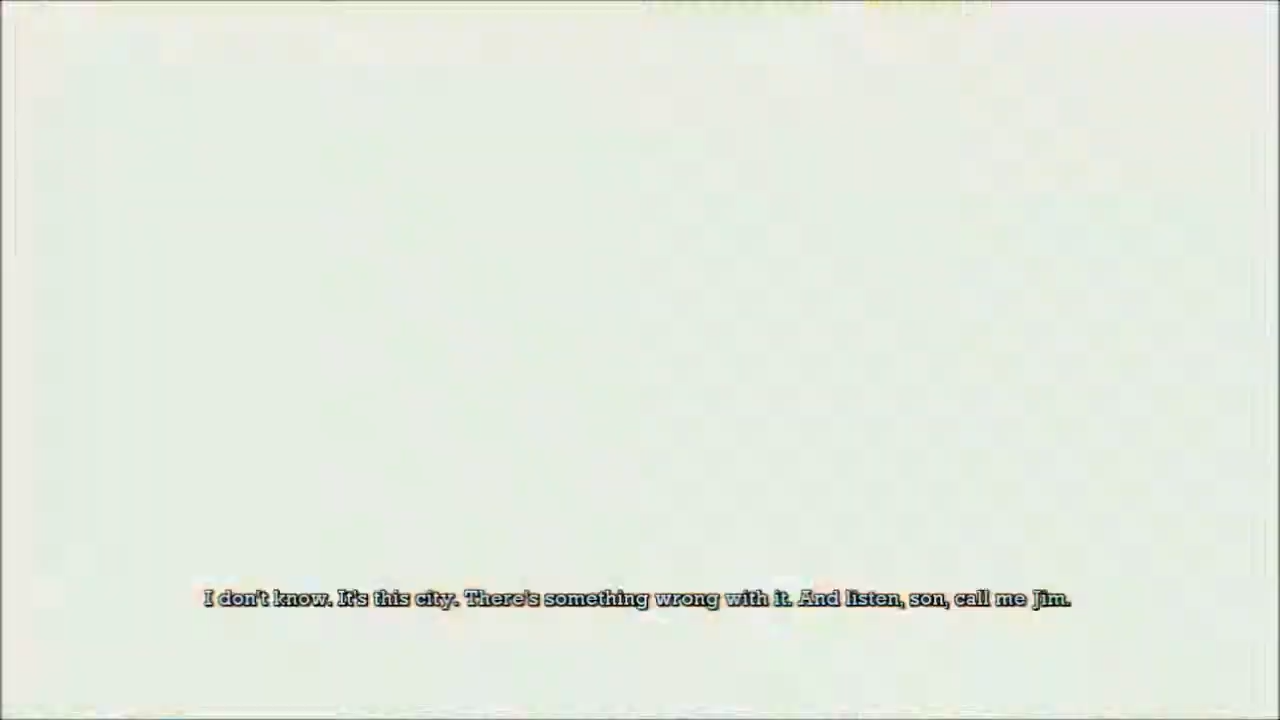 I don't know. It's this city. There's something wrong with it. And listen, son, call me Jim.